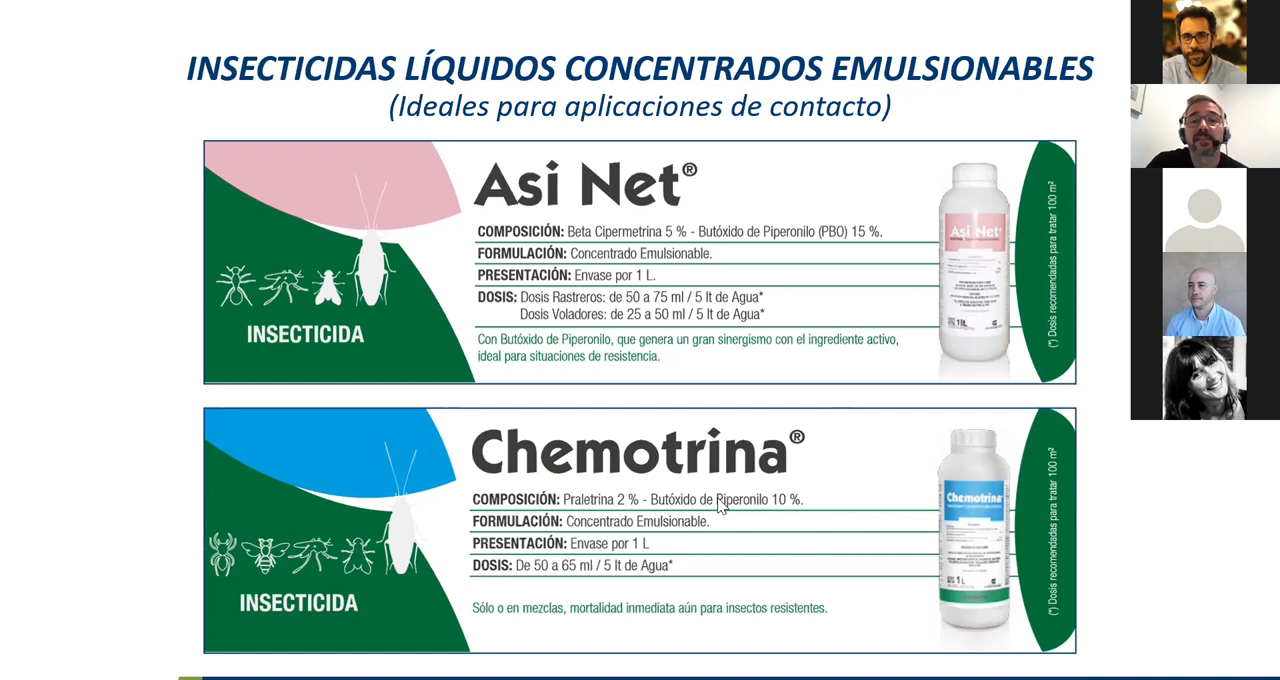 INSECTICIDAS LÍQUIDOS CONCENTRADOS EMULSIONABLES
(Ideales para aplicaciones de contacto)
Asi Net®
COMPOSICIÓN: Beta Cipermetrina 5 % - Butóxido de Piperonilo (PBO) 15 %.
FORMULACIÓN: Concentrado Emulsionable.
PRESENTACIÓN: Envase por 1 L.
DOSIS: Dosis Rastreros: de 50 a 75 ml / 5 lt de Agua*
Dosis Voladores: de 25 a 50 ml / 5 lt de Agua*
Con Butóxido de Piperonilo, que genera un gran sinergismo con el ingrediente activo,
ideal para situaciones de resistencia.
INSECTICIDA
Asi Net
1 lt.
(*) Dosis recomendadas para tratar 100 m²
Chemotrina®
COMPOSICIÓN: Praletrina 2 % - Butóxido de Piperonilo 10 %.
FORMULACIÓN: Concentrado Emulsionable.
PRESENTACIÓN: Envase por 1 L
DOSIS: De 50 a 65 ml / 5 lt de Agua*
Sólo o en mezclas, mortalidad inmediata aún para insectos resistentes.
INSECTICIDA
Chemotrina
1 L
(*) Dosis recomendadas para tratar 100 m²